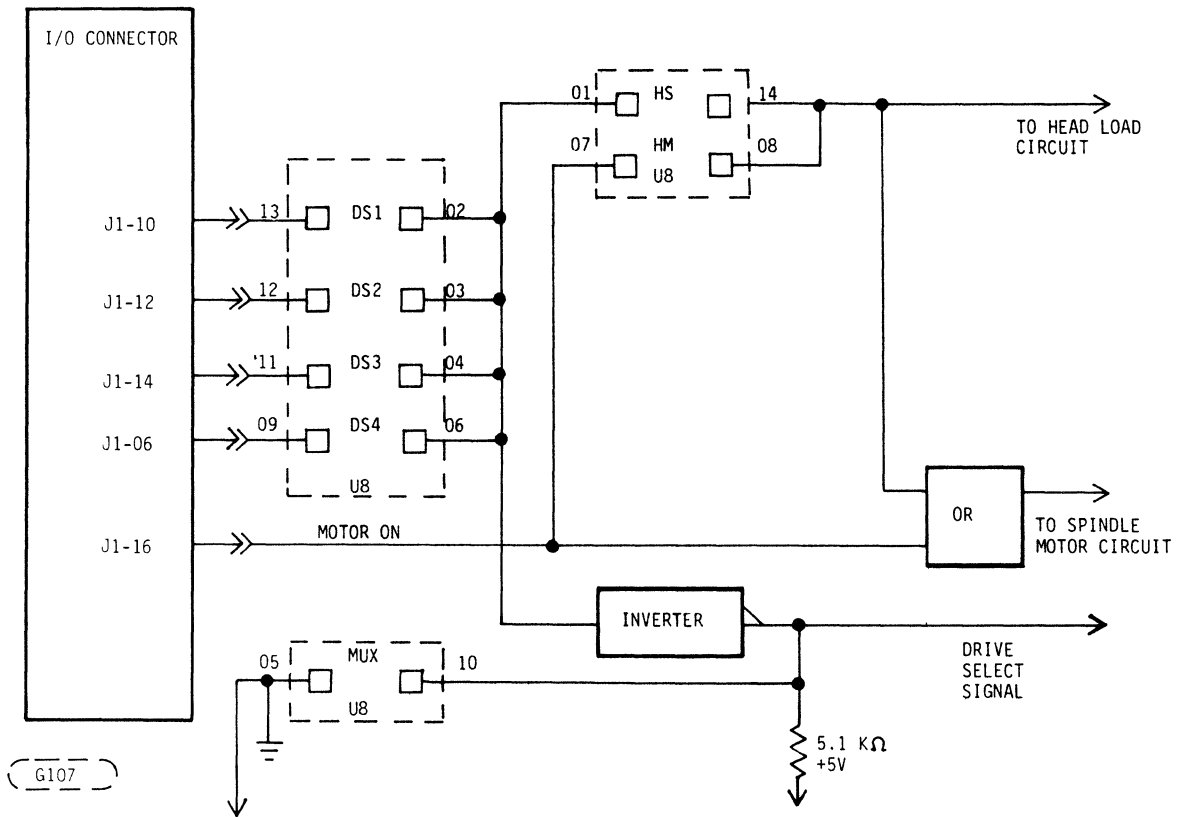 I/O CONNECTOR
01 HS 14
TO HEAD LOAD
CIRCUIT
07 HM 08
U8
J1-10 13 DS1 02
J1-12 12 DS2 03
J1-14 '11 DS3 04
J1-06 09 DS4 06
U8
OR
J1-16 MOTOR ON
TO SPINDLE
MOTOR CIRCUIT
INVERTER
DRIVE
SELECT
SIGNAL
05 MUX 10
U8
5.1 KΩ
+5V
G107